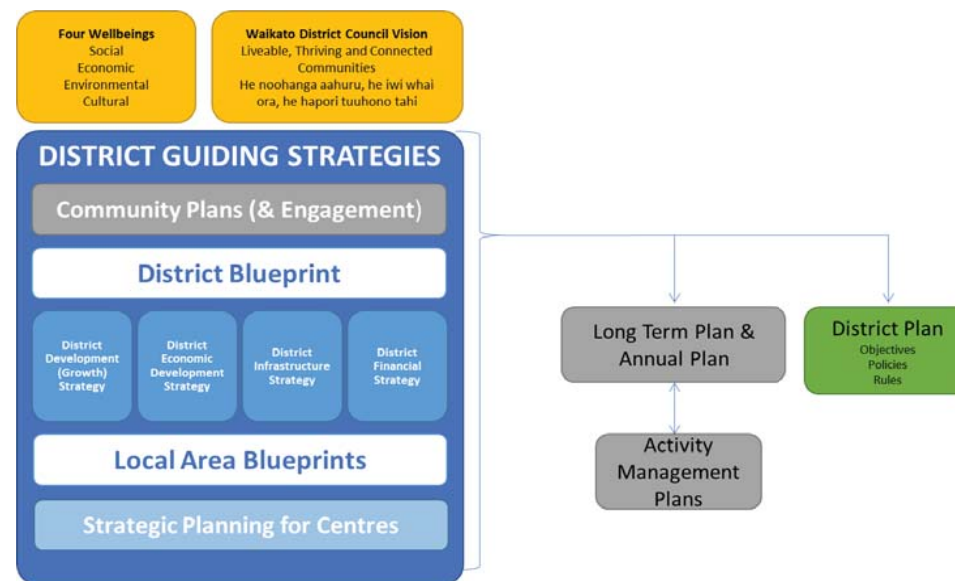 Four Wellbeings
Social
Economic
Environmental
Cultural
Waikato District Council Vision
Liveable, Thriving and Connected
Communities
He noohanga aahuru, he iwi whai
ora, he hapori tuuhono tahi
DISTRICT GUIDING STRATEGIES
Community Plans (& Engagement)
District Blueprint
District
Development
(Growth)
Strategy
District
Economic
Development
Strategy
District
Infrastructure
Strategy
District
Financial
Strategy
Local Area Blueprints
Strategic Planning for Centres
Long Term Plan &
Annual Plan
Activity
Management
Plans
District Plan
Objectives
Policies
Rules